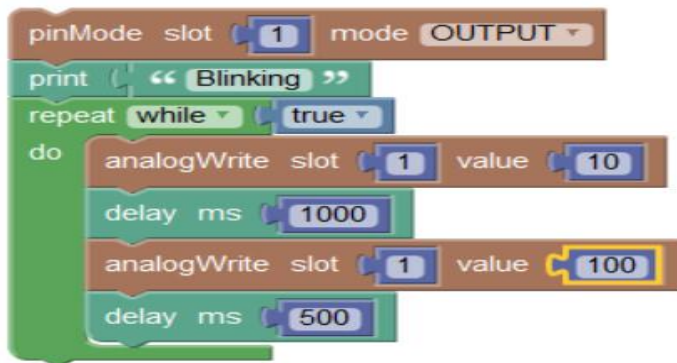 pinMode slot 1 mode OUTPUT
print “ Blinking ”
repeat while true
do analogWrite slot 1 value 10
delay ms 1000
analogWrite slot 1 value 100
delay ms 500